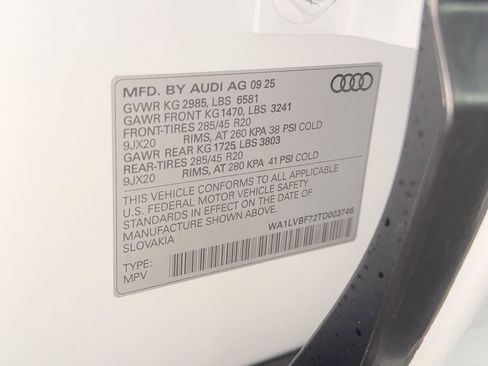 MFD. BY AUDI AG 09 25
GVWR KG 2985, LBS 6581
GAWR FRONT KG1470, LBS 3241
FRONT-TIRES 285/45 R20
9JX20 RIMS, AT 260 KPA 38 PSI COLD
GAWR REAR KG 1725, LBS 3803
REAR-TIRES 285/45 R20
9JX20 RIMS, AT 280 KPA 41 PSI COLD
THIS VEHICLE CONFORMS TO ALL APPLICABLE
U.S. FEDERAL MOTOR VEHICLE SAFETY
STANDARDS IN EFFECT ON THE DATE OF
MANUFACTURE SHOWN ABOVE.
SLOVAKIA
WA1LVBF72TD003746
TYPE:
MPV